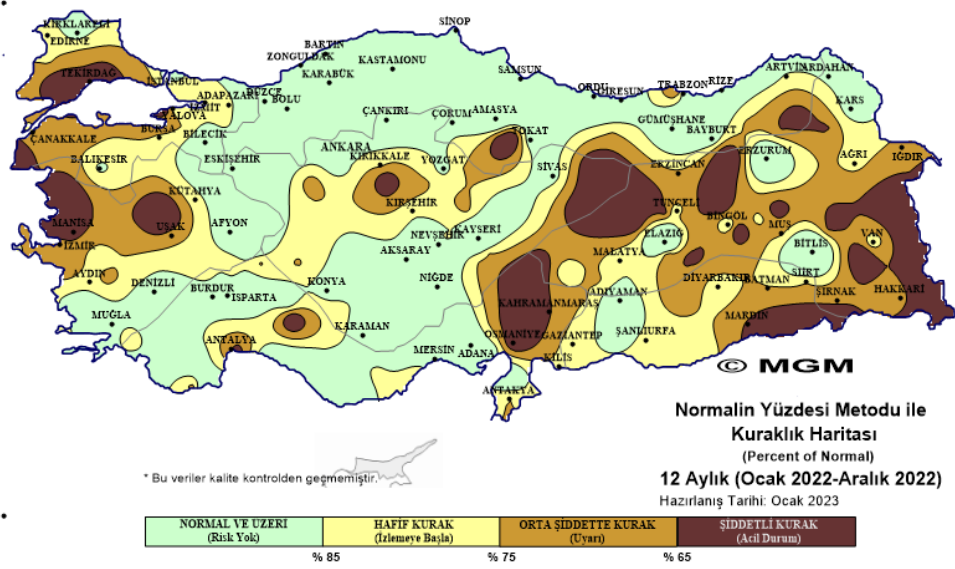 SİNOP
KIRKLARELİ
EDİRNE
BARTIN
ZONGULDAK
KASTAMONU
SAMSUN
TEKİRDAĞ
İSTANBUL
KARABÜK
ARTVİN
ARDAHAN
TRABZON
RİZE
ADAPAZARI
DÜZCE
BOLU
ORDU
GİRESUN
İZMİT
YALOVA
ÇANKIRI
ÇORUM
AMASYA
KARS
GÜMÜŞHANE
ÇANAKKALE
BURSA
BİLECİK
TOKAT
BAYBURT
ANKARA
ERZURUM
IĞDIR
BALIKESİR
ESKİŞEHİR
KIRIKKALE
YOZGAT
SİVAS
ERZİNCAN
AĞRI
KÜTAHYA
KIRŞEHİR
TUNCELİ
MANİSA
UŞAK
AFYON
BİNGÖL
MUŞ
VAN
İZMİR
NEVŞEHİR
KAYSERİ
ELAZIĞ
BİTLİS
AKSARAY
MALATYA
AYDIN
DENİZLİ
BURDUR
ISPARTA
KONYA
NİĞDE
DİYARBAKIR
BATMAN
SİİRT
ŞIRNAK
HAKKARİ
KAHRAMANMARAS
ADIYAMAN
MUĞLA
MARDİN
ANTALYA
KARAMAN
OSMANİYE
GAZİANTEP
ŞANLIURFA
MERSİN
ADANA
KİLİS
ANTAKYA
© MGM
Normalin Yüzdesi Metodu ile
Kuraklık Haritası
(Percent of Normal)
12 Aylık (Ocak 2022-Aralık 2022)
Hazırlanış Tarihi: Ocak 2023
* Bu veriler kalite kontrolden geçmemiştir.
NORMAL VE ÜZERİ
(Risk Yok)
HAFİF KURAK
(İzlemeye Başla)
ORTA ŞİDDETTE KURAK
(Uyarı)
ŞİDDETLİ KURAK
(Acil Durum)
% 85
% 75
% 65